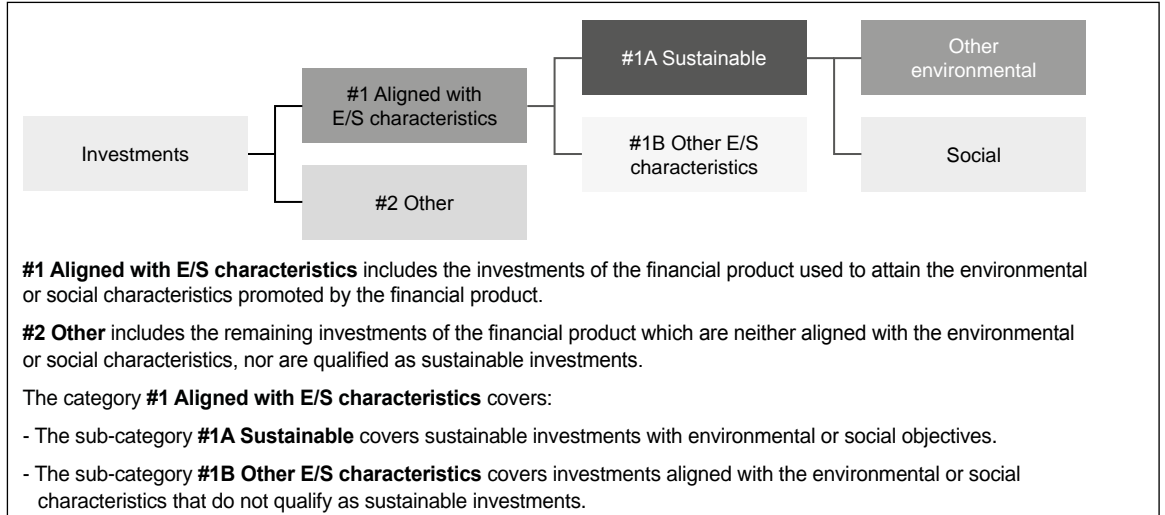 Investments
#1 Aligned with
E/S characteristics
#2 Other
#1A Sustainable
#1B Other E/S
characteristics
Other
environmental
Social
#1 Aligned with E/S characteristics includes the investments of the financial product used to attain the environmental
or social characteristics promoted by the financial product.
#2 Other includes the remaining investments of the financial product which are neither aligned with the environmental
or social characteristics, nor are qualified as sustainable investments.
The category #1 Aligned with E/S characteristics covers:
- The sub-category #1A Sustainable covers sustainable investments with environmental or social objectives.
- The sub-category #1B Other E/S characteristics covers investments aligned with the environmental or social
characteristics that do not qualify as sustainable investments.